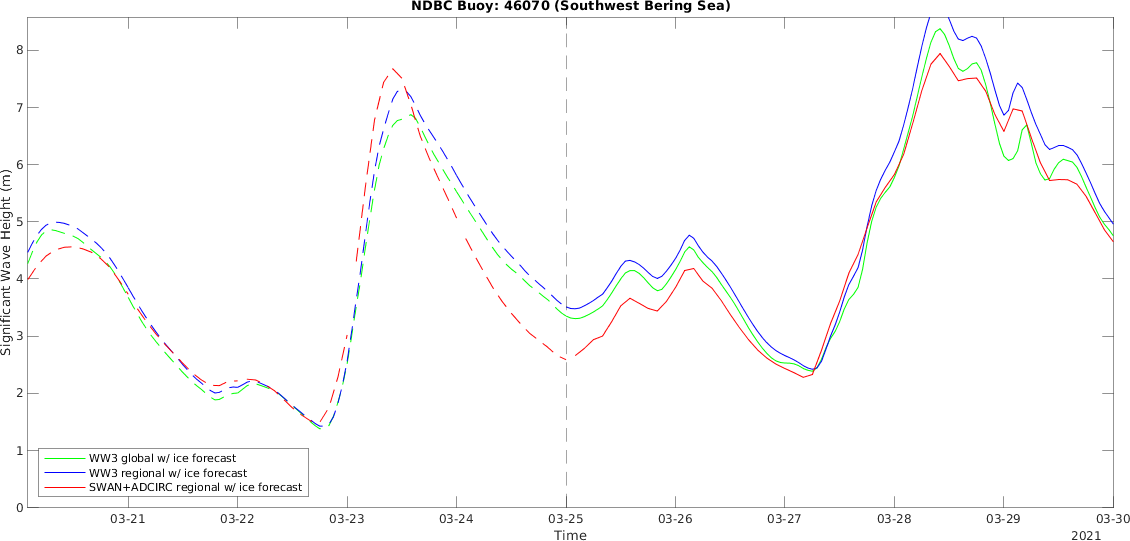 NDBC Buoy: 46070 (Southwest Bering Sea)
Significant Wave Height (m)
8
7
6
5
4
3
2
1
0
WW3 global w/ ice forecast
WW3 regional w/ ice forecast
SWAN+ADCIRC regional w/ ice forecast
03-21 03-22 03-23 03-24 03-25 03-26 03-27 03-28 03-29 03-30
Time
2021